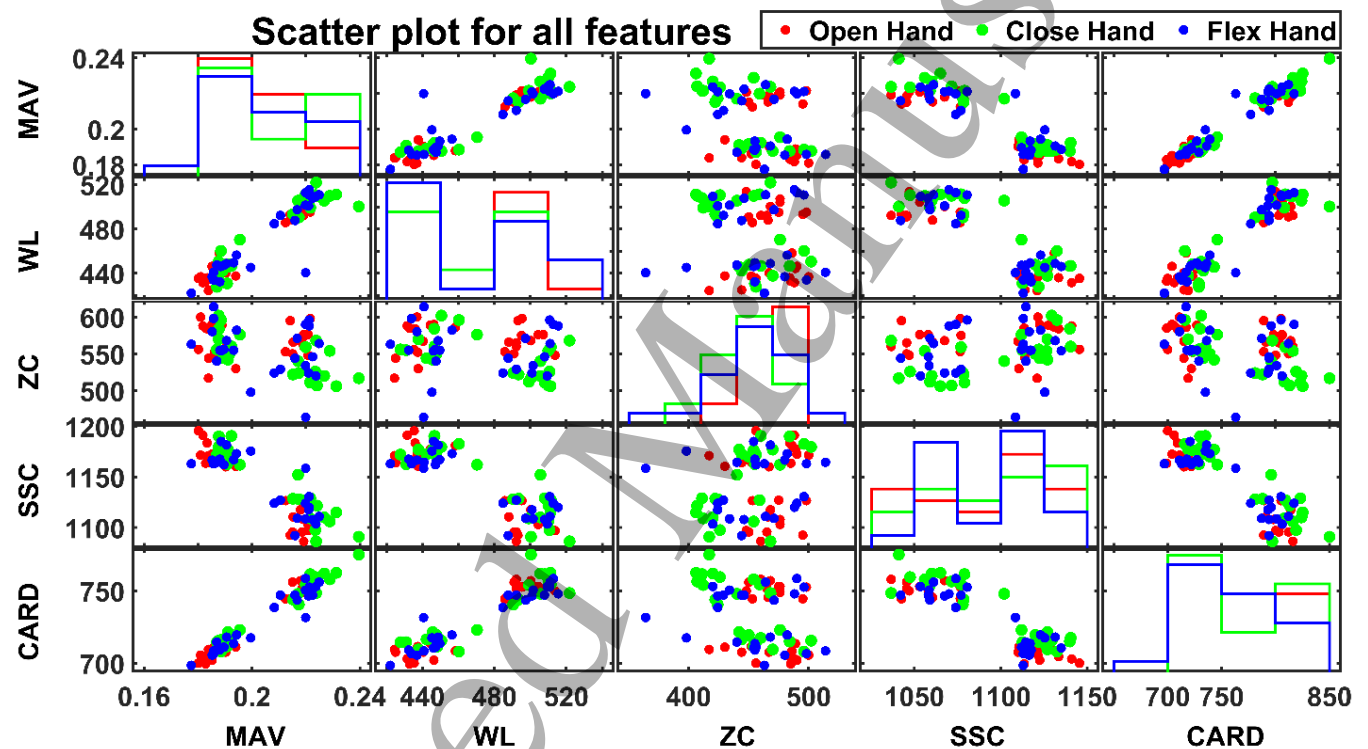 Scatter plot for all features
Open Hand Close Hand Flex Hand
MAV
0.24
0.2
0.18
WL
520
480
440
ZC
600
550
500
SSC
1200
1150
1100
CARD
750
700
0.16 0.2 0.24 440 480 520 400 500 1050 1100 1150 700 750 850
MAV WL ZC SSC CARD
ed Manus